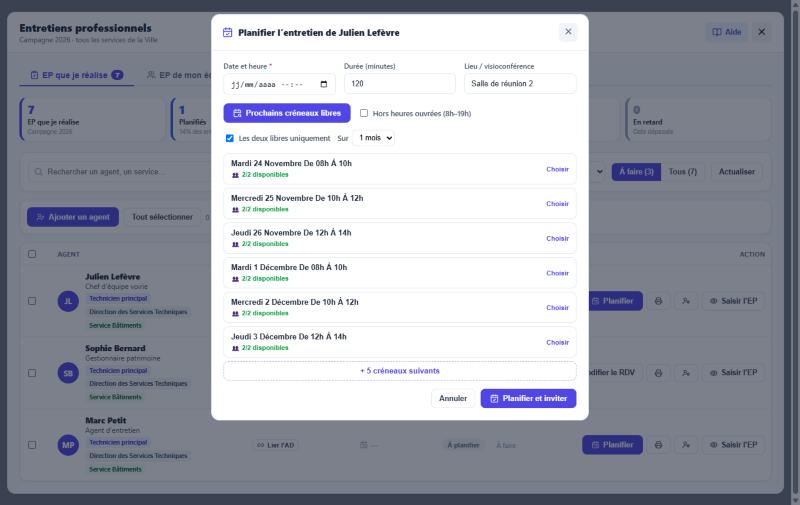 Entretiens professionnels
Campagne 2026 · tous les services de la Ville
Aide
EP que je réalise 7
EP de mon éc
7
EP que je réalise
Campagne 2026
1
Planifiés
14% des en
0
En retard
Date dépassée
Rechercher un agent, un service...
À faire (3)
Tous (7)
Actualiser
Ajouter un agent
Tout sélectionner
0
AGENT
ACTION
Julien Lefèvre
Chef d'équipe voirie
JL
Technicien principal
Direction des Services Techniques
Service Bâtiments
Planifier
Saisir l'EP
Sophie Bernard
Gestionnaire patrimoine
SB
Technicien principal
Direction des Services Techniques
Service Bâtiments
odifier le RDV
Saisir l'EP
Marc Petit
Agent d'entretien
MP
Technicien principal
Direction des Services Techniques
Service Bâtiments
Lier l'AD
—
À planifier
À faire
Planifier
Saisir l'EP
Planifier l'entretien de Julien Lefèvre
Date et heure *
Durée (minutes)
Lieu / visioconférence
jj/mm/aaaa --:--
120
Salle de réunion 2
Prochains créneaux libres
Hors heures ouvrées (8h–19h)
Les deux libres uniquement
Sur
1 mois
Mardi 24 Novembre De 08h À 10h
2/2 disponibles
Choisir
Mercredi 25 Novembre De 10h À 12h
2/2 disponibles
Choisir
Jeudi 26 Novembre De 12h À 14h
2/2 disponibles
Choisir
Mardi 1 Décembre De 08h À 10h
2/2 disponibles
Choisir
Mercredi 2 Décembre De 10h À 12h
2/2 disponibles
Choisir
Jeudi 3 Décembre De 12h À 14h
2/2 disponibles
Choisir
+ 5 créneaux suivants
Annuler
Planifier et inviter